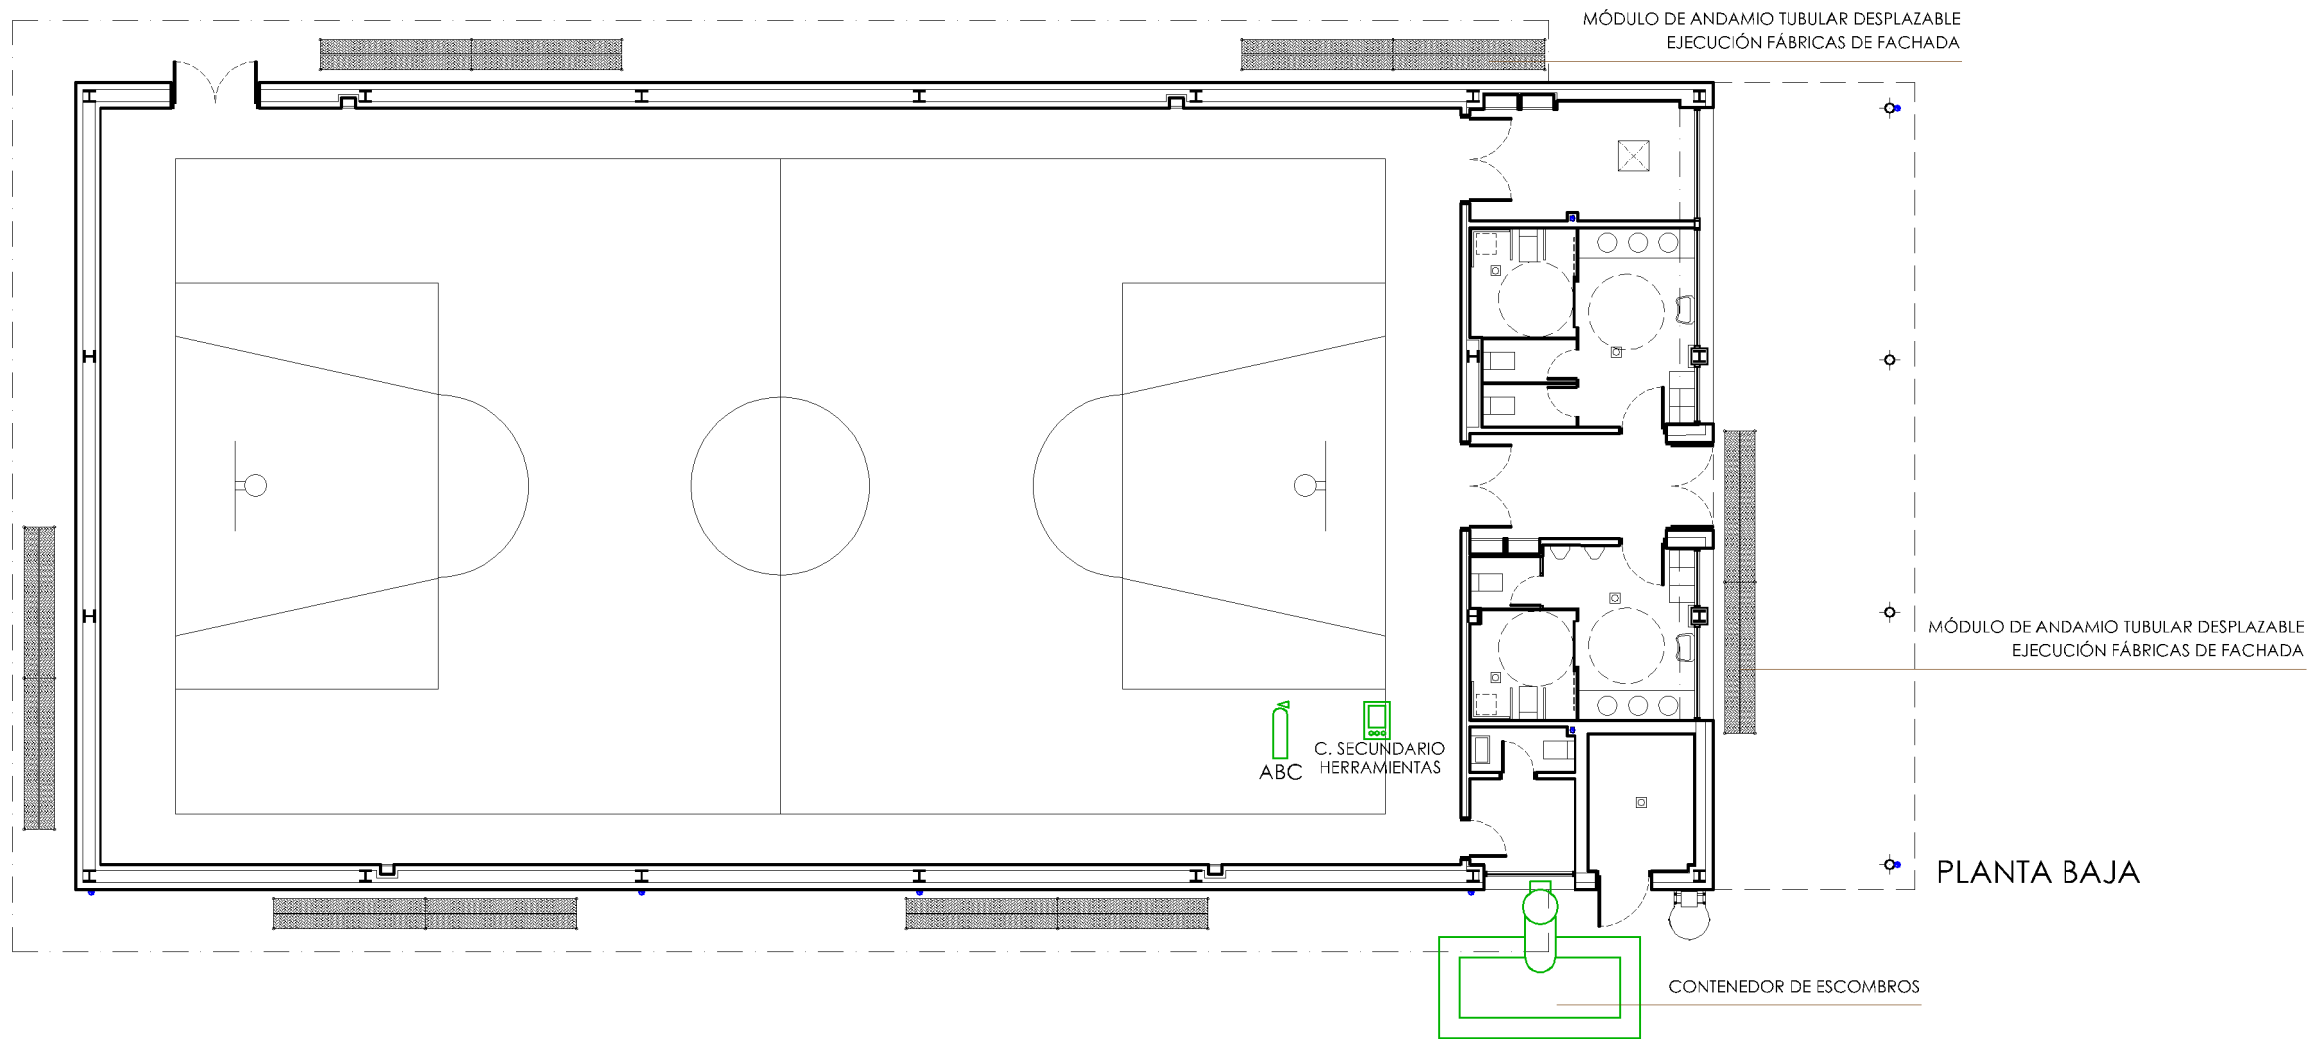 MÓDULO DE ANDAMIO TUBULAR DESPLAZABLE
EJECUCIÓN FÁBRICAS DE FACHADA
MÓDULO DE ANDAMIO TUBULAR DESPLAZABLE
EJECUCIÓN FÁBRICAS DE FACHADA
C. SECUNDARIO
HERRAMIENTAS
ABC
PLANTA BAJA
CONTENEDOR DE ESCOMBROS